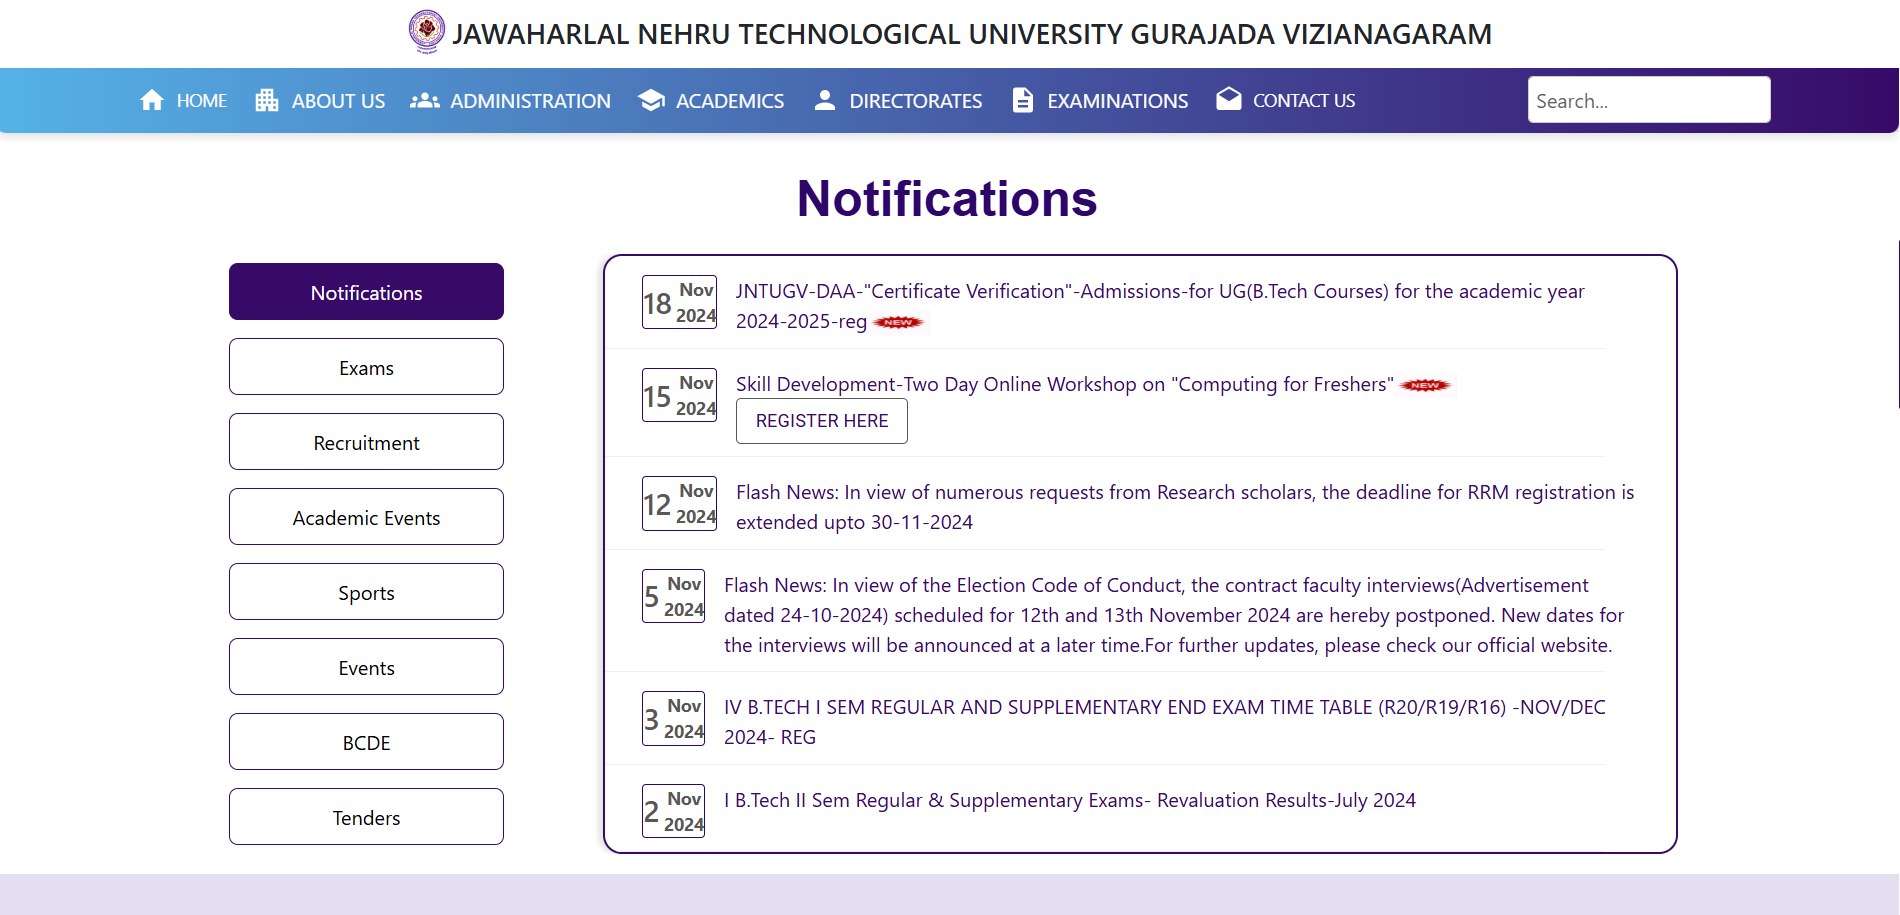 JAWAHARLAL NEHRU TECHNOLOGICAL UNIVERSITY GURAJADA VIZIANAGARAM
HOME ABOUT US ADMINISTRATION ACADEMICS DIRECTORATES EXAMINATIONS CONTACT US Search...
Notifications
Notifications
Exams
Recruitment
Academic Events
Sports
Events
BCDE
Tenders
18 Nov 2024
JNTUGV-DAA-"Certificate Verification"-Admissions-for UG(B.Tech Courses) for the academic year
2024-2025-reg NEW
15 Nov 2024
Skill Development-Two Day Online Workshop on "Computing for Freshers" NEW
REGISTER HERE
12 Nov 2024
Flash News: In view of numerous requests from Research scholars, the deadline for RRM registration is
extended upto 30-11-2024
5 Nov 2024
Flash News: In view of the Election Code of Conduct, the contract faculty interviews(Advertisement
dated 24-10-2024) scheduled for 12th and 13th November 2024 are hereby postponed. New dates for
the interviews will be announced at a later time.For further updates, please check our official website.
3 Nov 2024
IV B.TECH I SEM REGULAR AND SUPPLEMENTARY END EXAM TIME TABLE (R20/R19/R16) -NOV/DEC
2024- REG
2 Nov 2024
I B.Tech II Sem Regular & Supplementary Exams- Revaluation Results-July 2024